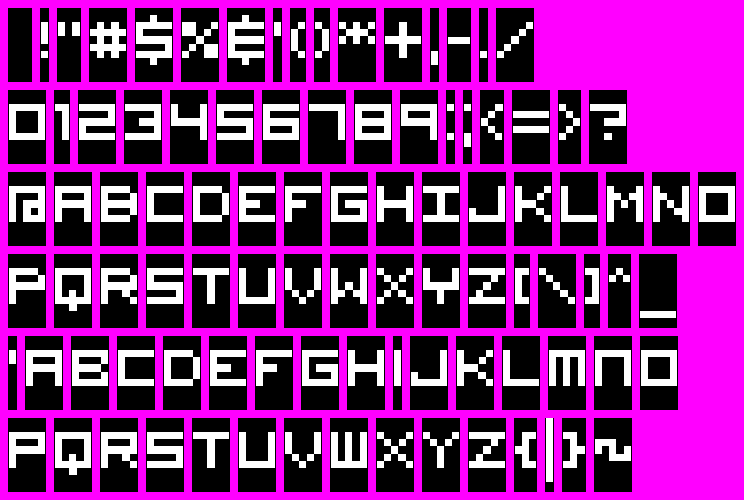 !"#$%&'()*+,-./
0123456789:;<=>?
@ABCDEFGHIJKLMNO
PQRSTUVWXYZ[\]^_
`ABCDEFGHIJKLMNO
PQRSTUVWXYZ{|}~